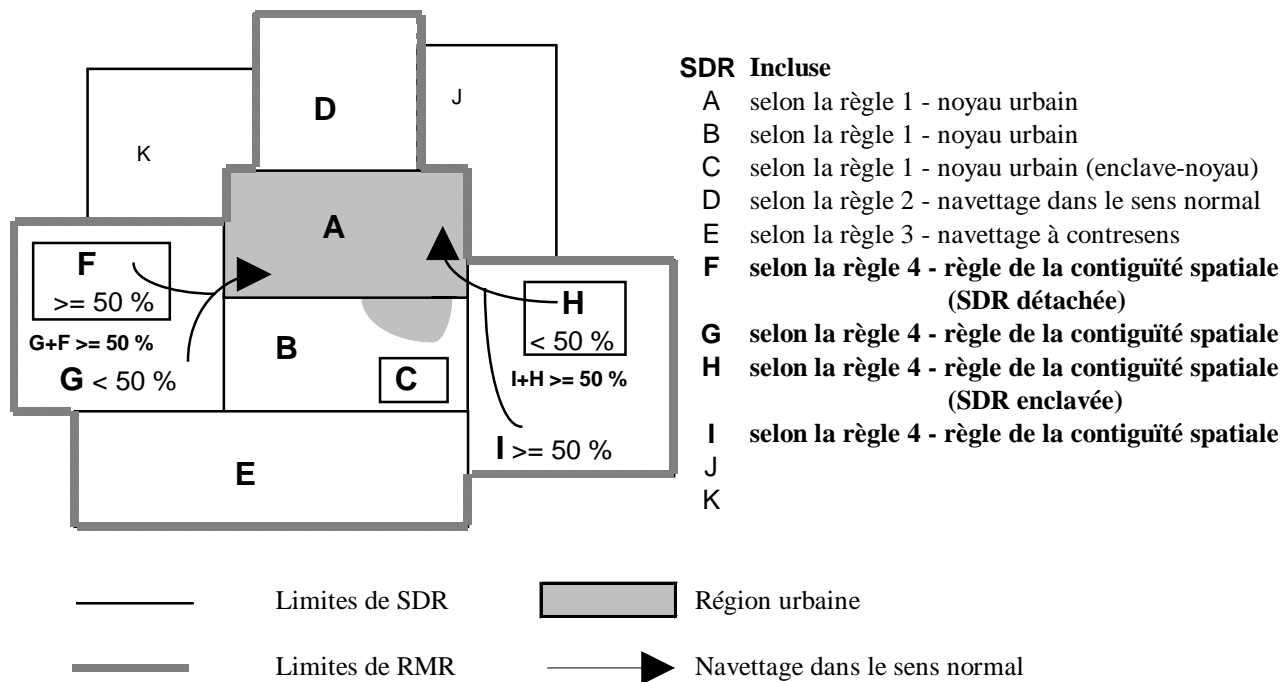 D
J
K
A
F
>= 50 %
G+F >= 50 %
G < 50 %
B
C
H
< 50 %
I+H >= 50 %
I >= 50 %
E
SDR Incluse
A selon la règle 1 - noyau urbain
B selon la règle 1 - noyau urbain
C selon la règle 1 - noyau urbain (enclave-noyau)
D selon la règle 2 - navettage dans le sens normal
E selon la règle 3 - navettage à contresens
F selon la règle 4 - règle de la contiguïté spatiale
(SDR détachée)
G selon la règle 4 - règle de la contiguïté spatiale
H selon la règle 4 - règle de la contiguïté spatiale
(SDR enclavée)
I selon la règle 4 - règle de la contiguïté spatiale
J
K
Limites de SDR
Région urbaine
Limites de RMR
Navettage dans le sens normal